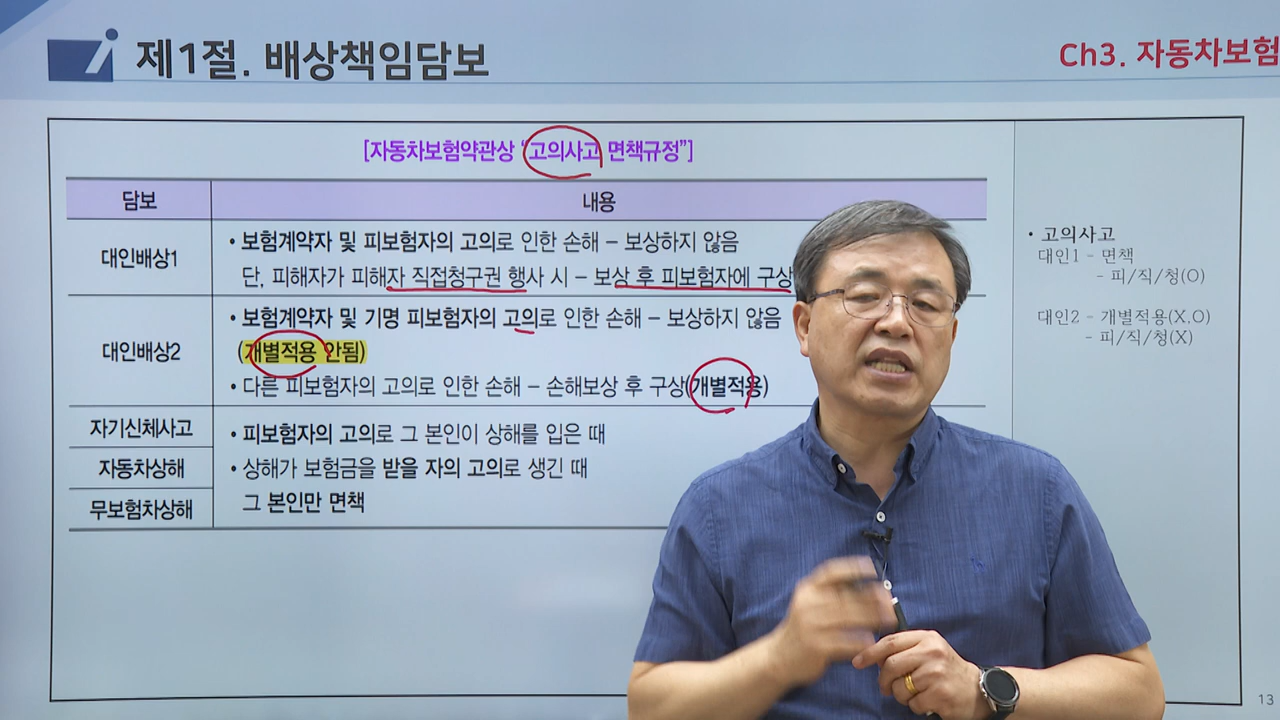 제1절. 배상책임담보
Ch3. 자동차보험
[자동차보험약관상 "고의사고 면책규정"]
담보
내용
대인배상1
• 보험계약자 및 피보험자의 고의로 인한 손해 – 보상하지 않음
단, 피해자가 피해자 직접청구권 행사 시 – 보상 후 피보험자에 구상
대인배상2
• 보험계약자 및 기명 피보험자의 고의로 인한 손해 – 보상하지 않음
(개별적용 안됨)
• 다른 피보험자의 고의로 인한 손해 – 손해보상 후 구상(개별적용)
자기신체사고
자동차상해
무보험차상해
• 피보험자의 고의로 그 본인이 상해를 입은 때
• 상해가 보험금을 받을 자의 고의로 생긴 때
그 본인만 면책
• 고의사고
대인1 - 면책
- 피/직/청(O)
대인2 - 개별적용(X.O)
- 피/직/청(X)
13